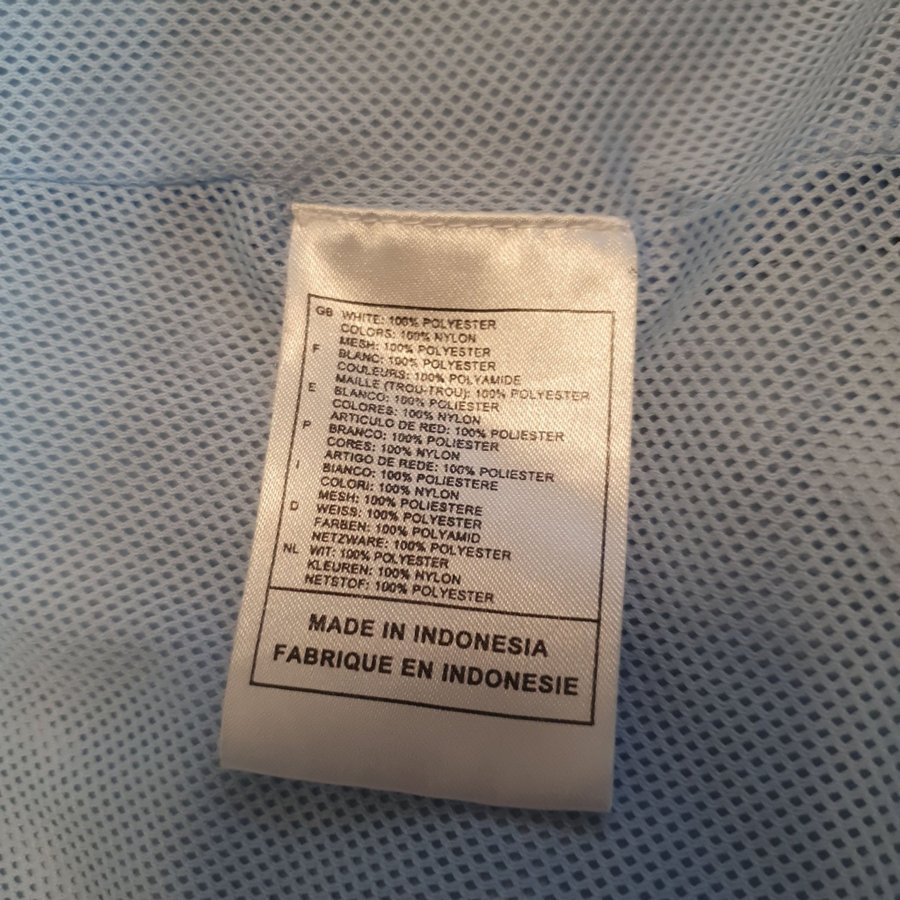 GB WHITE: 100% POLYESTER
COLORS: 100% NYLON
MESH: 100% POLYESTER
F BLANC: 100% POLYESTER
COULEURS: 100% POLYAMIDE
MAILLE (TROU-TROU): 100% POLYESTER
E BLANCO: 100% POLIESTER
COLORES: 100% NYLON
ARTICULO DE RED: 100% POLIESTER
P BRANCO: 100% POLIESTER
CORES: 100% NYLON
ARTIGO DE REDE: 100% POLIESTER
I BIANCO: 100% POLIESTERE
COLORI: 100% NYLON
MESH: 100% POLIESTERE
D WEISS: 100% POLYESTER
FARBEN: 100% POLYAMID
NETZWARE: 100% POLYESTER
NL WIT: 100% POLYESTER
KLEUREN: 100% NYLON
NETSTOF: 100% POLYESTER
MADE IN INDONESIA
FABRIQUE EN INDONESIE